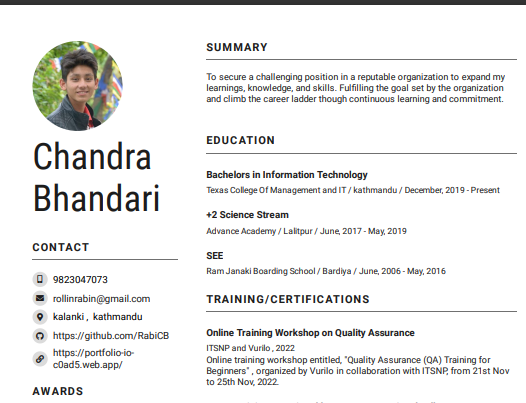 Chandra
Bhandari
CONTACT
9823047073
rollinrabin@gmail.com
kalanki , kathmandu
https://github.com/RabiCB
https://portfolio-io-
c0ad5.web.app/
AWARDS
SUMMARY
To secure a challenging position in a reputable organization to expand my
learnings, knowledge, and skills. Fulfilling the goal set by the organization
and climb the career ladder though continuous learning and commitment.
EDUCATION
Bachelors in Information Technology
Texas College Of Management and IT / kathmandu / December, 2019 - Present
+2 Science Stream
Advance Academy / Lalitpur / June, 2017 - May, 2019
SEE
Ram Janaki Boarding School / Bardiya / June, 2006 - May, 2016
TRAINING/CERTIFICATIONS
Online Training Workshop on Quality Assurance
ITSNP and Vurilo , 2022
Online training workshop entitled, "Quality Assurance (QA) Training for
Beginners" , organized by Vurilo in collaboration with ITSNP, from 21st Nov
to 25th Nov, 2022.